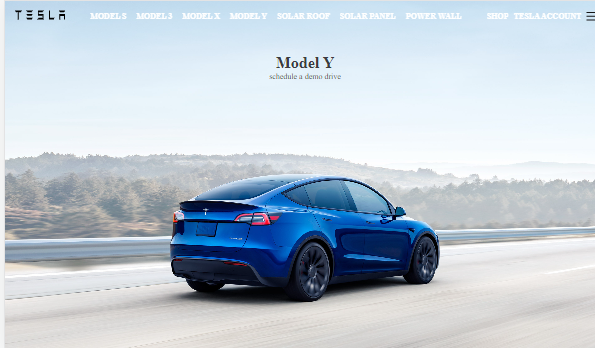 TESLA MODEL S MODEL 3 MODEL X MODEL Y SOLAR ROOF SOLAR PANEL POWER WALL SHOP TESLA ACCOUNT
Model Y
schedule a demo drive